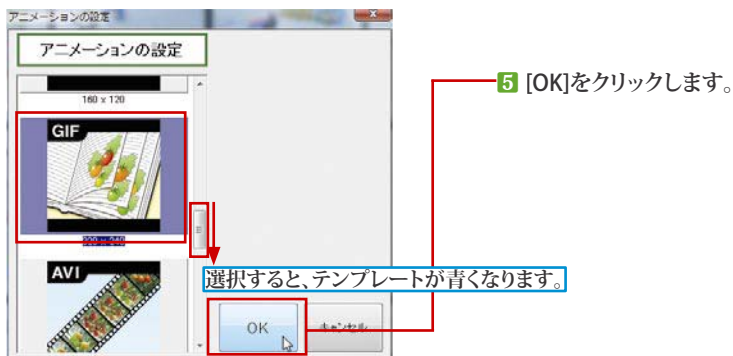 アニメーションの設定
アニメーションの設定
160 x 120
GIF
5 [OK]をクリックします。
320 x 240
選択すると、テンプレートが青くなります。
AVI
OK キャンセル